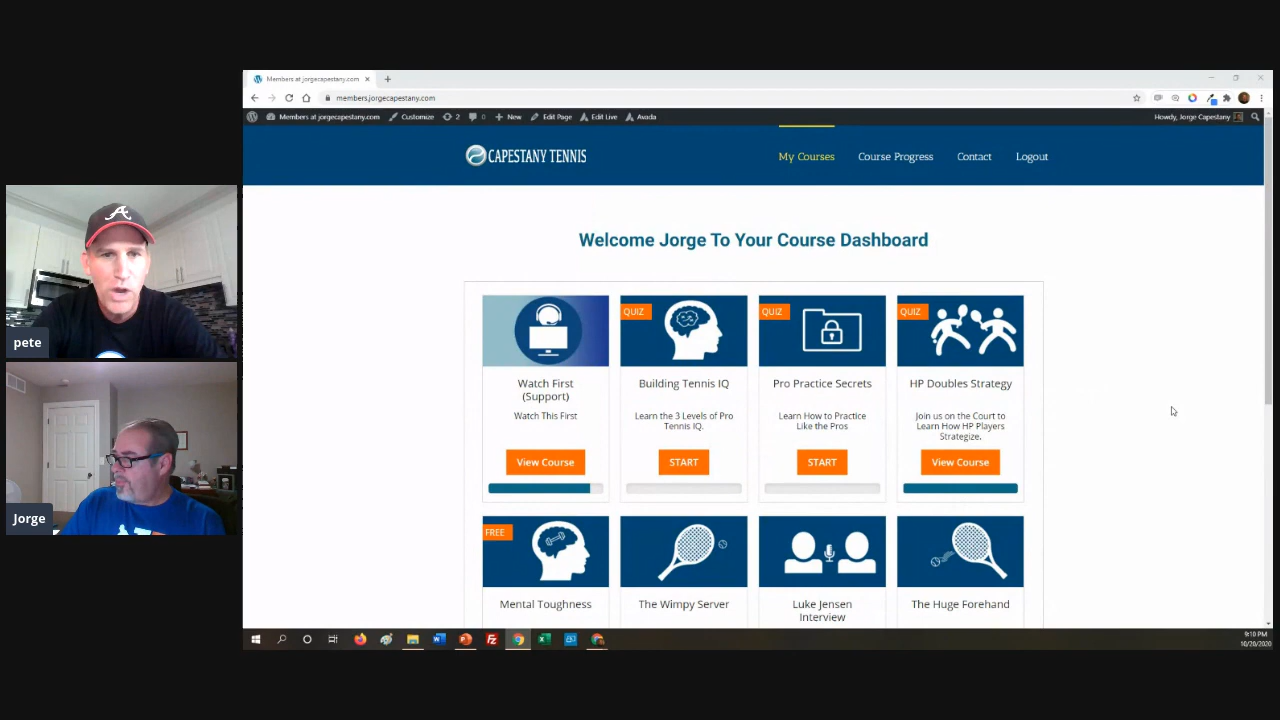 Members at jorgecapestany.com
members.jorgecapestany.com
Members at jorgecapestany.com
Customize
2
0
New
Edit Page
Edit Live
Avada
Howdy, Jorge Capestany
CAPESTANY TENNIS
My Courses
Course Progress
Contact
Logout
Welcome Jorge To Your Course Dashboard
Watch First
(Support)
Watch This First
View Course
QUIZ
Building Tennis IQ
Learn the 3 Levels of Pro
Tennis IQ.
START
QUIZ
Pro Practice Secrets
Learn How to Practice
Like the Pros
START
QUIZ
HP Doubles Strategy
Join us on the Court to
Learn How HP Players
Strategize.
View Course
FREE
Mental Toughness
The Wimpy Server
Luke Jensen
Interview
The Huge Forehand
pete
Jorge
9:10 PM
10/20/2020